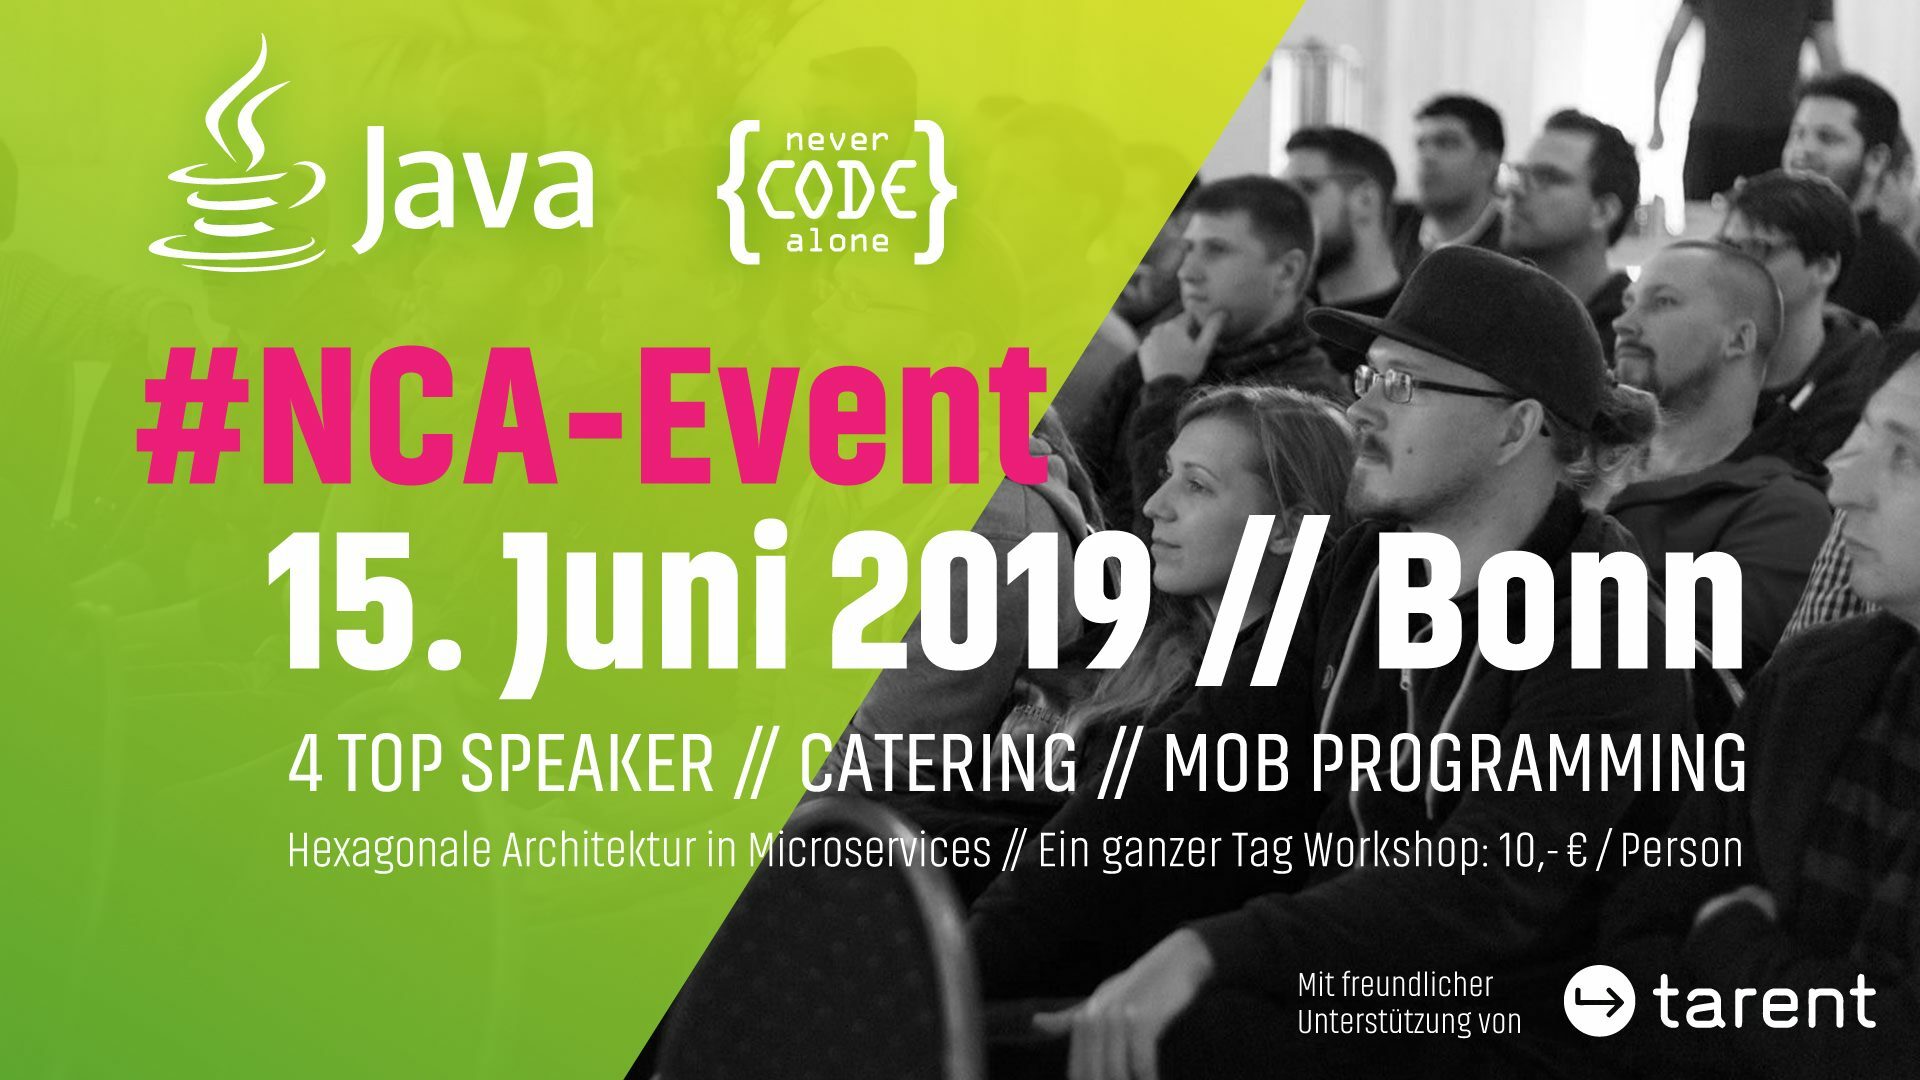 Java
never
{CODE}
alone
#NCA-Event
15. Juni 2019 // Bonn
4 TOP SPEAKER // CATERING // MOB PROGRAMMING
Hexagonale Architektur in Microservices // Ein ganzer Tag Workshop: 10,- € / Person
Mit freundlicher
Unterstützung von
tarent